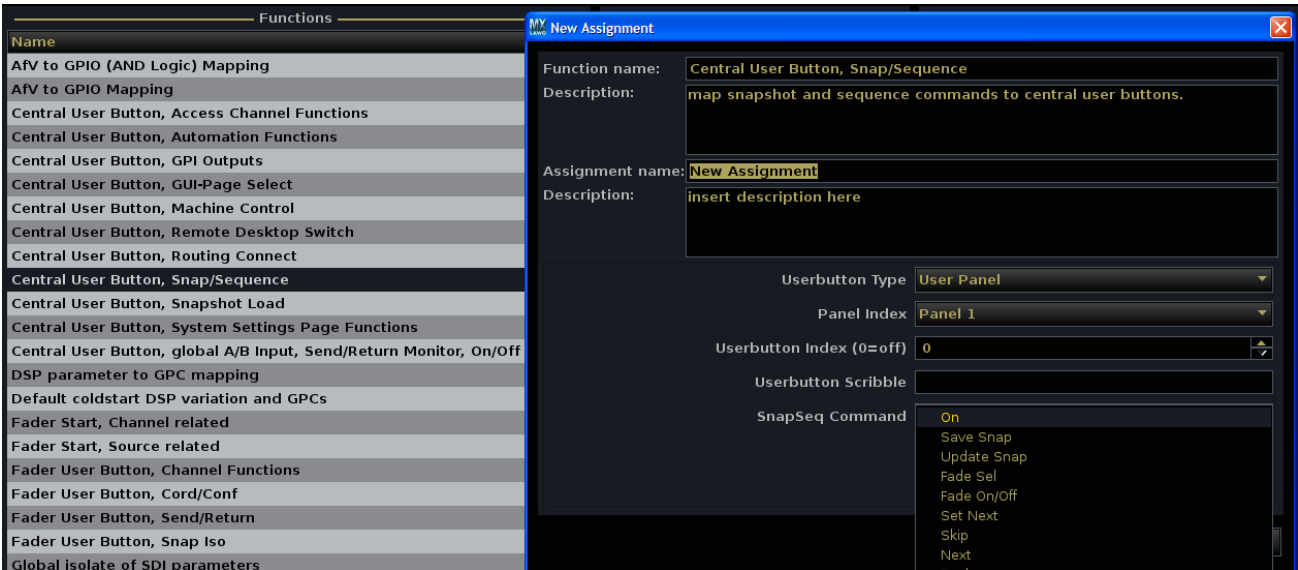 Functions
Name
AfV to GPIO (AND Logic) Mapping
AfV to GPIO Mapping
Central User Button, Access Channel Functions
Central User Button, Automation Functions
Central User Button, GPI Outputs
Central User Button, GUI-Page Select
Central User Button, Machine Control
Central User Button, Remote Desktop Switch
Central User Button, Routing Connect
Central User Button, Snap/Sequence
Central User Button, Snapshot Load
Central User Button, System Settings Page Functions
Central User Button, global A/B Input, Send/Return Monitor, On/Off
DSP parameter to GPC mapping
Default coldstart DSP variation and GPCs
Fader Start, Channel related
Fader Start, Source related
Fader User Button, Channel Functions
Fader User Button, Cord/Conf
Fader User Button, Send/Return
Fader User Button, Snap Iso
Global isolate of SDI parameters
MY LAWO New Assignment
Function name: Central User Button, Snap/Sequence
Description: map snapshot and sequence commands to central user buttons.
Assignment name: New Assignment
Description: insert description here
Userbutton Type User Panel
Panel Index Panel 1
Userbutton Index (0=off) 0
Userbutton Scribble
SnapSeq Command On
Save Snap
Update Snap
Fade Sel
Fade On/Off
Set Next
Skip
Next